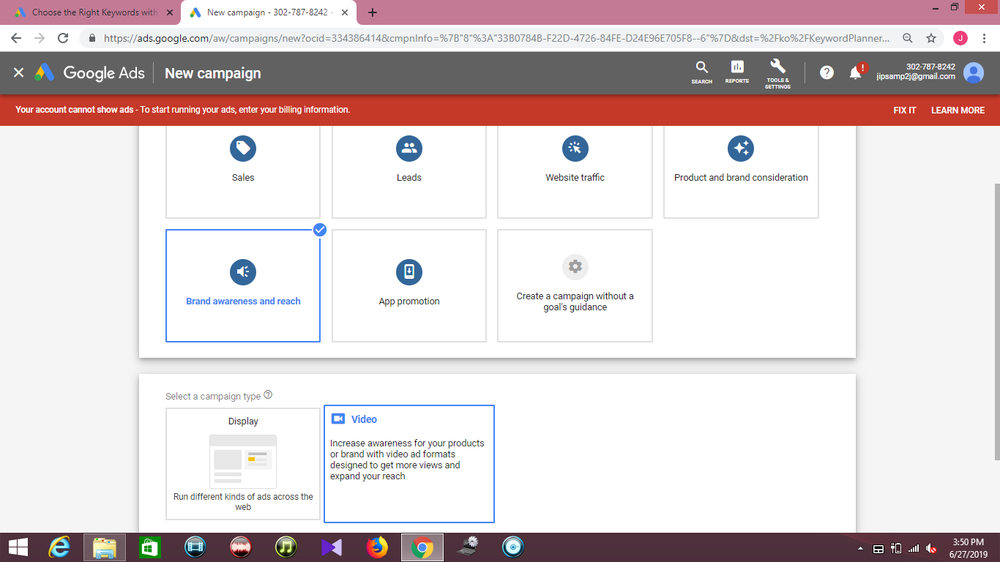 Choose the Right Keywords with
New campaign - 302-787-8242 -
https://ads.google.com/aw/campaigns/new?ocid=334386414&cmpnInfo=%7B"8"%3A"33B0784B-F22D-4726-84FE-D24E96E705F8--6"%7D&dst=%2Fko%2FKeywordPlanner...
J
Google Ads
New campaign
SEARCH
REPORTS
TOOLS &
SETTINGS
?
!
302-787-8242
jipsamp2j@gmail.com
Your account cannot show ads - To start running your ads, enter your billing information.
FIX IT
LEARN MORE
Sales
Leads
Website traffic
Product and brand consideration
Brand awareness and reach
App promotion
Create a campaign without a
goal's guidance
Select a campaign type ?
Display
Run different kinds of ads across the
web
Video
Increase awareness for your products
or brand with video ad formats
designed to get more views and
expand your reach
3:50 PM
6/27/2019